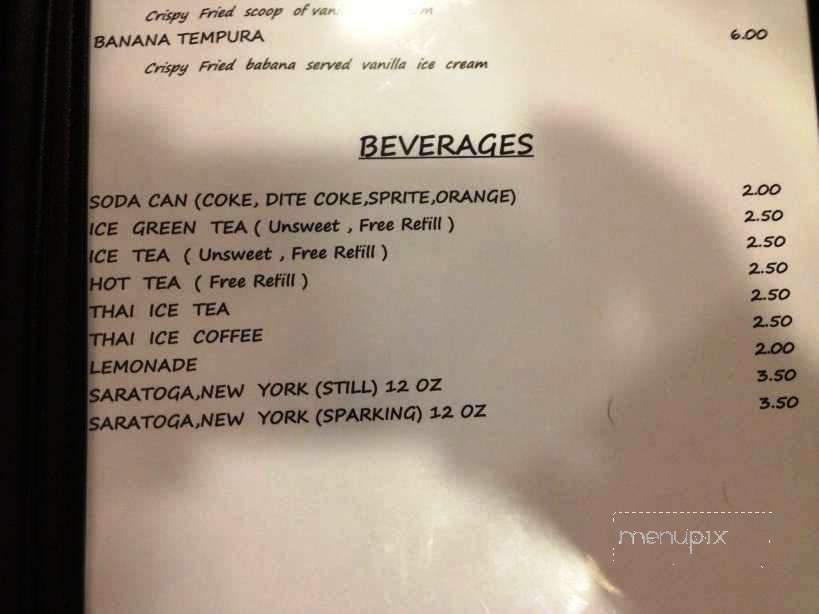 Crispy Fried scoop of
BANANA TEMPURA 6.00
Crispy Fried babana served vanilla ice cream
BEVERAGES
SODA CAN (COKE, DITE COKE,SPRITE,ORANGE) 2.00
ICE GREEN TEA ( Unsweet , Free Refill ) 2.50
ICE TEA ( Unsweet , Free Refill ) 2.50
HOT TEA ( Free Refill ) 2.50
THAI ICE TEA 2.50
THAI ICE COFFEE 2.50
LEMONADE 2.00
SARATOGA,NEW YORK (STILL) 12 OZ 3.50
SARATOGA,NEW YORK (SPARKING) 12 OZ 3.50
menupix